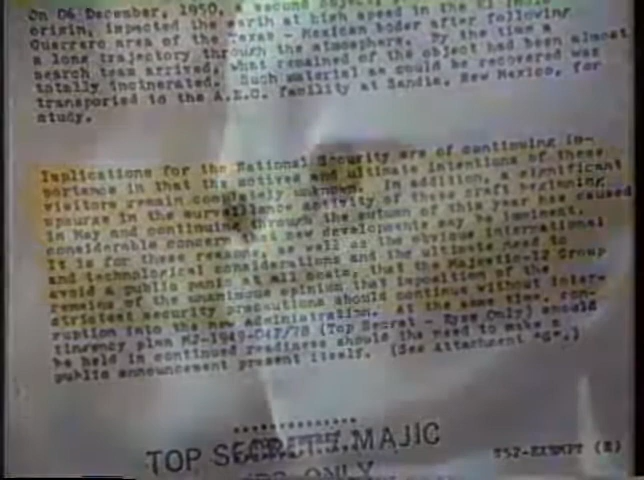 On 06 December, 1950, a second
origin, impacted the earth at high speed in the El Indio -
Guerrero area of the Texas - Mexican boder after following
a long trajectory through the atmosphere. By the time a
search team arrived, what remained of the object had been almost
totally incinerated. Such material as could be recovered was
transported to the A.E.C. facility at Sandia, New Mexico, for
study.
Implications for the National Security are of continuing im-
portance in that the motives and ultimate intentions of these
visitors remain completely unknown. In addition, a significant
upsurge in the surveillance activity of these craft beginning
in May and continuing through the autumn of this year has caused
considerable concern that new developments may be imminent.
It is for these reasons, as well as the obvious international
and technological considerations and the ultimate need to
avoid a public panic at all costs, that the Majestic-12 Group
remains of the unanimous opinion that imposition of the
strictest security precautions should continue without inter-
ruption into the new administration. At the same time, con-
tingency plan MJ-1949-04P/78 (Top Secret - Eyes Only) should
be held in continued readiness should the need to make a
public announcement present itself. (See Attachment "G".)
TOP SECRET / MAJIC
EYES ONLY
T52-EXEMPT (E)